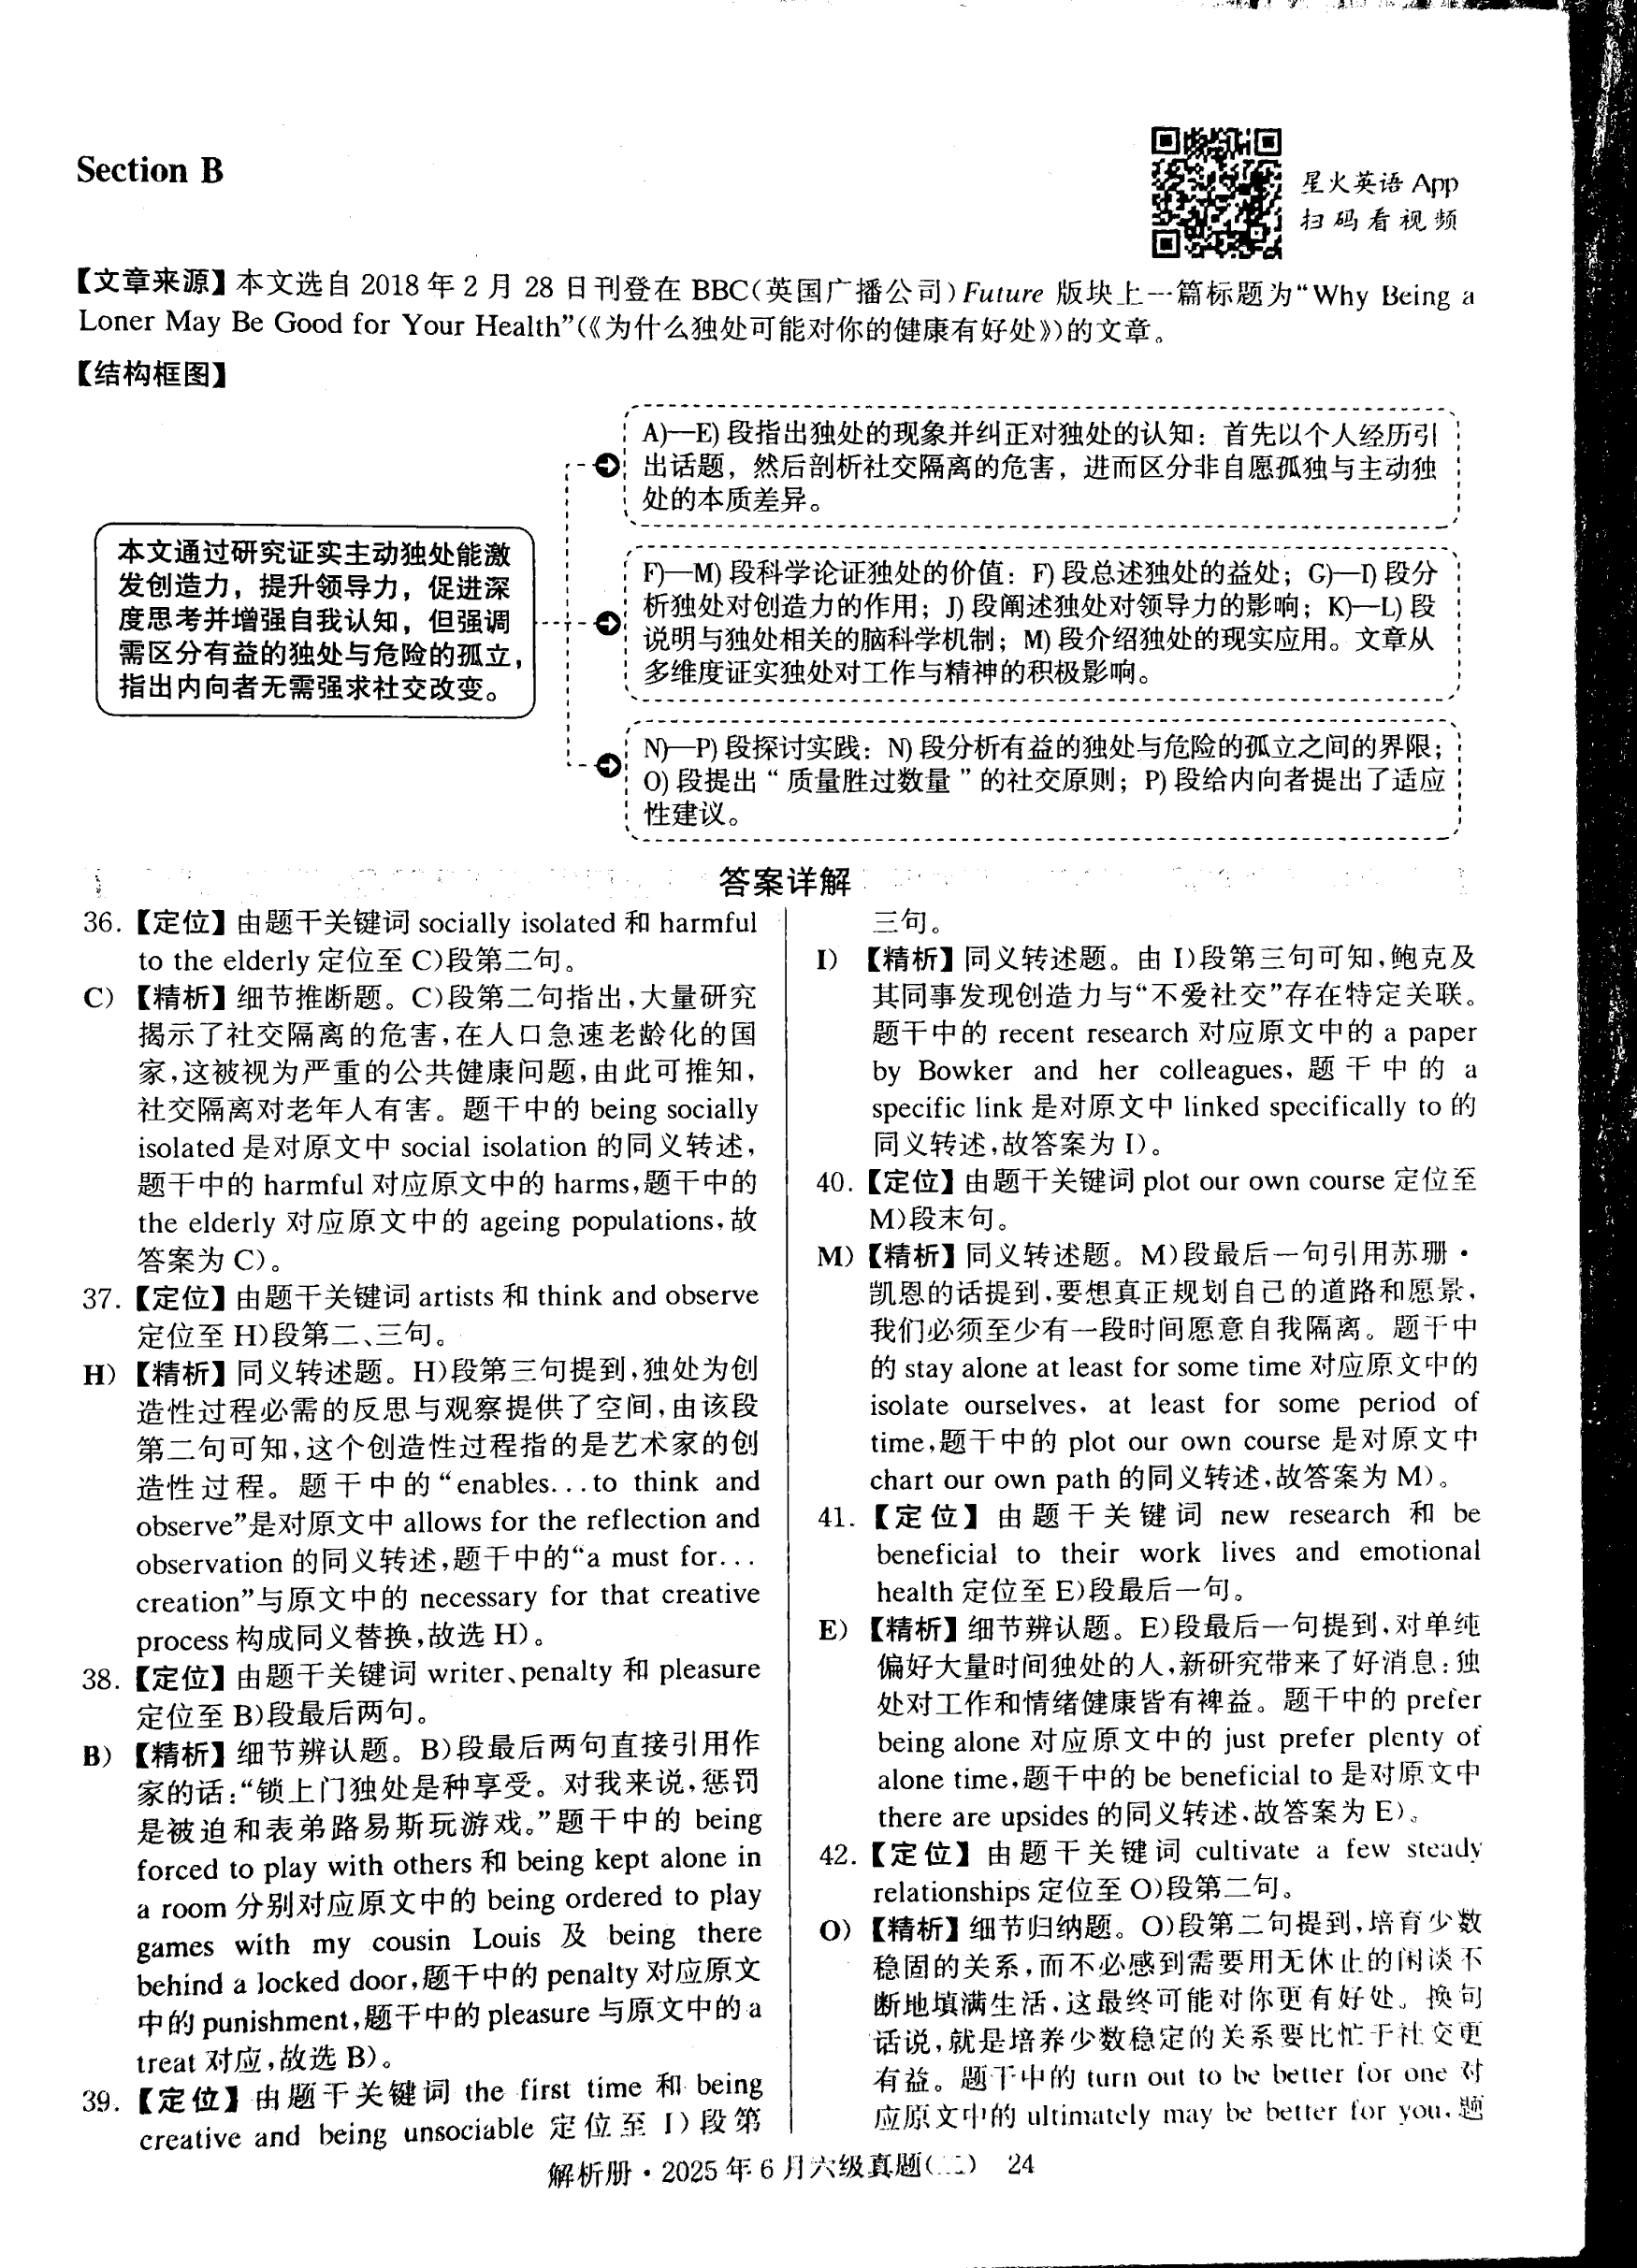 Section B
星火英语 App
扫码看视频
【文章来源】本文选自 2018 年 2 月 28 日刊登在 BBC(英国广播公司)Future 版块上一篇标题为“Why Being a
Loner May Be Good for Your Health”(《为什么独处可能对你的健康有好处》)的文章。
【结构框图】
本文通过研究证实主动独处能激
发创造力，提升领导力，促进深
度思考并增强自我认知，但强调
需区分有益的独处与危险的孤立，
指出内向者无需强求社交改变。
A)—E) 段指出独处的现象并纠正对独处的认知：首先以个人经历引
出话题，然后剖析社交隔离的危害，进而区分非自愿孤独与主动独
处的本质差异。
F)—M) 段科学论证独处的价值：F) 段总述独处的益处；G)—I) 段分
析独处对创造力的作用；J) 段阐述独处对领导力的影响；K)—L) 段
说明与独处相关的脑科学机制；M) 段介绍独处的现实应用。文章从
多维度证实独处对工作与精神的积极影响。
N)—P) 段探讨实践：N) 段分析有益的独处与危险的孤立之间的界限；
O) 段提出“ 质量胜过数量 ”的社交原则；P) 段给内向者提出了适应
性建议。
答案详解
36.【定位】由题干关键词 socially isolated 和 harmful
to the elderly 定位至 C)段第二句。
C) 【精析】细节推断题。C)段第二句指出,大量研究
揭示了社交隔离的危害,在人口急速老龄化的国
家,这被视为严重的公共健康问题,由此可推知,
社交隔离对老年人有害。题干中的 being socially
isolated 是对原文中 social isolation 的同义转述,
题干中的 harmful 对应原文中的 harms,题干中的
the elderly 对应原文中的 ageing populations,故
答案为 C)。
37.【定位】由题干关键词 artists 和 think and observe
定位至 H)段第二、三句。
H) 【精析】同义转述题。H)段第三句提到,独处为创
造性过程必需的反思与观察提供了空间,由该段
第二句可知,这个创造性过程指的是艺术家的创
造性过程。题干中的“enables...to think and
observe”是对原文中 allows for the reflection and
observation 的同义转述,题干中的“a must for...
creation”与原文中的 necessary for that creative
process 构成同义替换,故选 H)。
38.【定位】由题干关键词 writer、penalty 和 pleasure
定位至 B)段最后两句。
B) 【精析】细节辨认题。B)段最后两句直接引用作
家的话:“锁上门独处是种享受。对我来说,惩罚
是被迫和表弟路易斯玩游戏。”题干中的 being
forced to play with others 和 being kept alone in
a room 分别对应原文中的 being ordered to play
games with my cousin Louis 及 being there
behind a locked door,题干中的 penalty 对应原文
中的 punishment,题干中的 pleasure 与原文中的 a
treat 对应,故选 B)。
39.【定位】由题干关键词 the first time 和 being
creative and being unsociable 定位至 I)段第
三句。
I) 【精析】同义转述题。由 I)段第三句可知,鲍克及
其同事发现创造力与“不爱社交”存在特定关联。
题干中的 recent research 对应原文中的 a paper
by Bowker and her colleagues, 题干中的 a
specific link 是对原文中 linked specifically to 的
同义转述,故答案为 I)。
40.【定位】由题干关键词 plot our own course 定位至
M)段末句。
M) 【精析】同义转述题。M)段最后一句引用苏珊·
凯恩的话提到,要想真正规划自己的道路和愿景,
我们必须至少有一段时间愿意自我隔离。题干中
的 stay alone at least for some time 对应原文中的
isolate ourselves, at least for some period of
time,题干中的 plot our own course 是对原文中
chart our own path 的同义转述,故答案为 M)。
41.【定位】由题干关键词 new research 和 be
beneficial to their work lives and emotional
health 定位至 E)段最后一句。
E) 【精析】细节辨认题。E)段最后一句提到,对单纯
偏好大量时间独处的人,新研究带来了好消息:独
处对工作和情绪健康皆有裨益。题干中的 prefer
being alone 对应原文中的 just prefer plenty of
alone time,题干中的 be beneficial to 是对原文中
there are upsides 的同义转述,故答案为 E)。
42.【定位】由题干关键词 cultivate a few steady
relationships 定位至 O)段第二句。
O) 【精析】细节归纳题。O)段第二句提到,培育少数
稳固的关系,而不必感到需要用无休止的闲谈不
断地填满生活,这最终可能对你更有好处。换句
话说,就是培养少数稳定的关系要比忙于社交更
有益。题干中的 turn out to be better for one 对
应原文中的 ultimately may be better for you,题
解析册·2025 年 6 月六级真题(二) 24